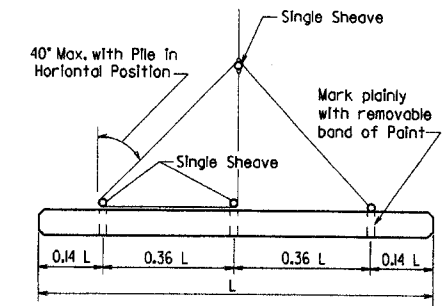 Single Sheave
40° Max. with Pile in
Horiontal Position
Mark plainly
with removable
band of Paint
Single Sheave
0.14 L
0.36 L
0.36 L
0.14 L
L